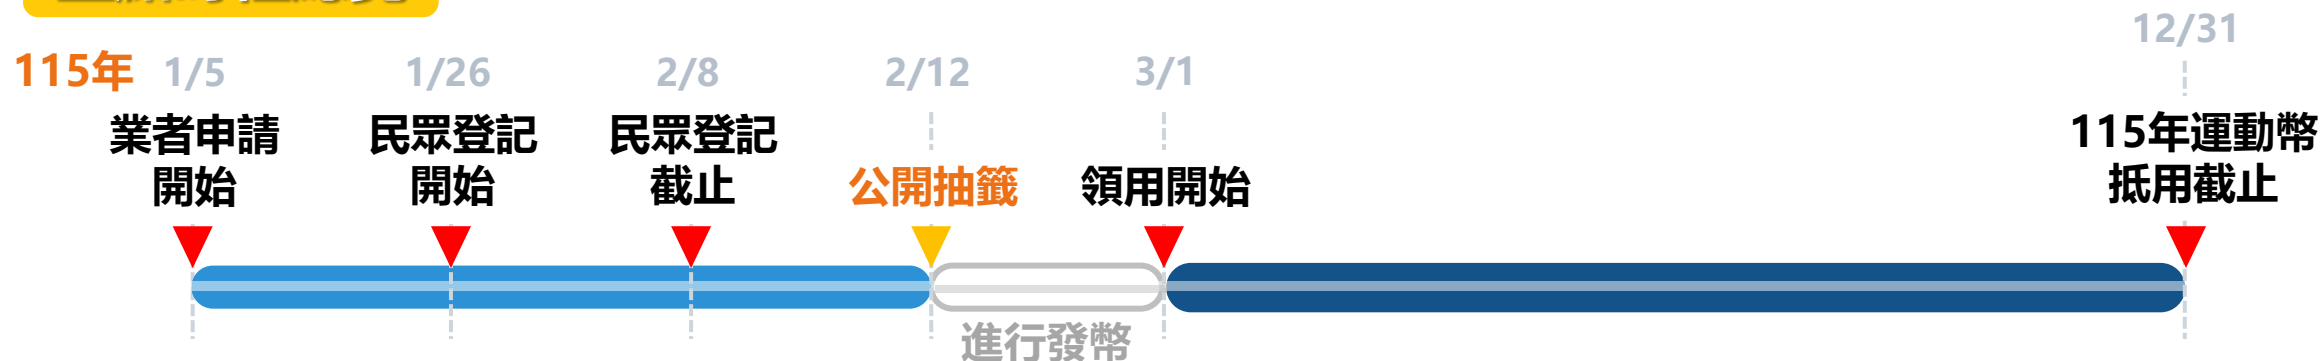 115年
1/5
業者申請
開始
1/26
民眾登記
開始
2/8
民眾登記
截止
2/12
公開抽籤
進行發幣
3/1
領用開始
12/31
115年運動幣
抵用截止